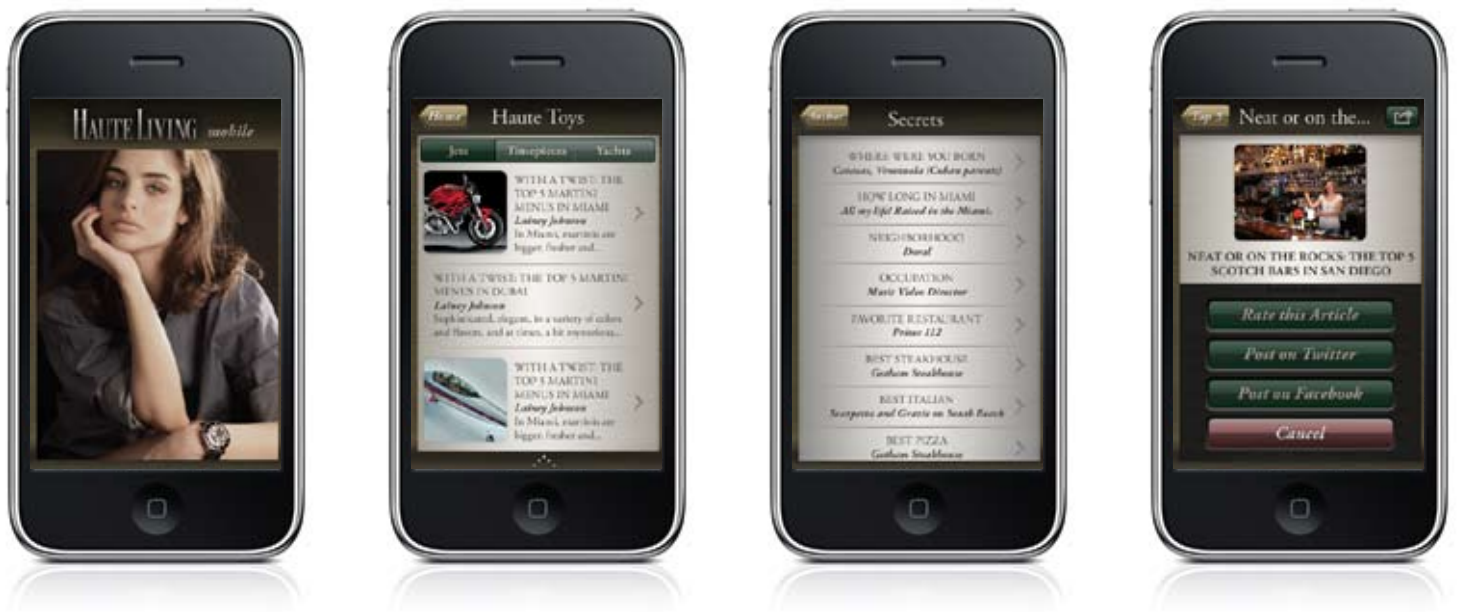 HAUTE LIVING mobile
Home
Haute Toys
Jets
Timepieces
Yachts
WITH A TWIST: THE
TOP 5 MARTINI
MENUS IN MIAMI
Lainey Johnson
In Miami, martinis are
bigger, fresher and...
WITH A TWIST: THE TOP 5 MARTINI
MENUS IN DUBAI
Lainey Johnson
Sophisticated, elegant, in a variety of colors
and flavors, and at times, a bit mysterious...
WITH A TWIST: THE
TOP 5 MARTINI
MENUS IN MIAMI
Lainey Johnson
In Miami, martinis are
bigger, fresher and...
Secrets
WHERE WERE YOU BORN
Caracas, Venezuela (Cuban parents)
HOW LONG IN MIAMI
All my life! Raised in the Miami.
NEIGHBORHOOD
Doral
OCCUPATION
Music Video Director
FAVORITE RESTAURANT
Prime 112
BEST STEAKHOUSE
Gotham Steakhouse
BEST ITALIAN
Scarpetta and Grazie on South Beach
BEST PIZZA
Gotham Steakhouse
Top 5
Neat or on the...
NEAT OR ON THE ROCKS: THE TOP 5
SCOTCH BARS IN SAN DIEGO
Rate this Article
Post on Twitter
Post on Facebook
Cancel